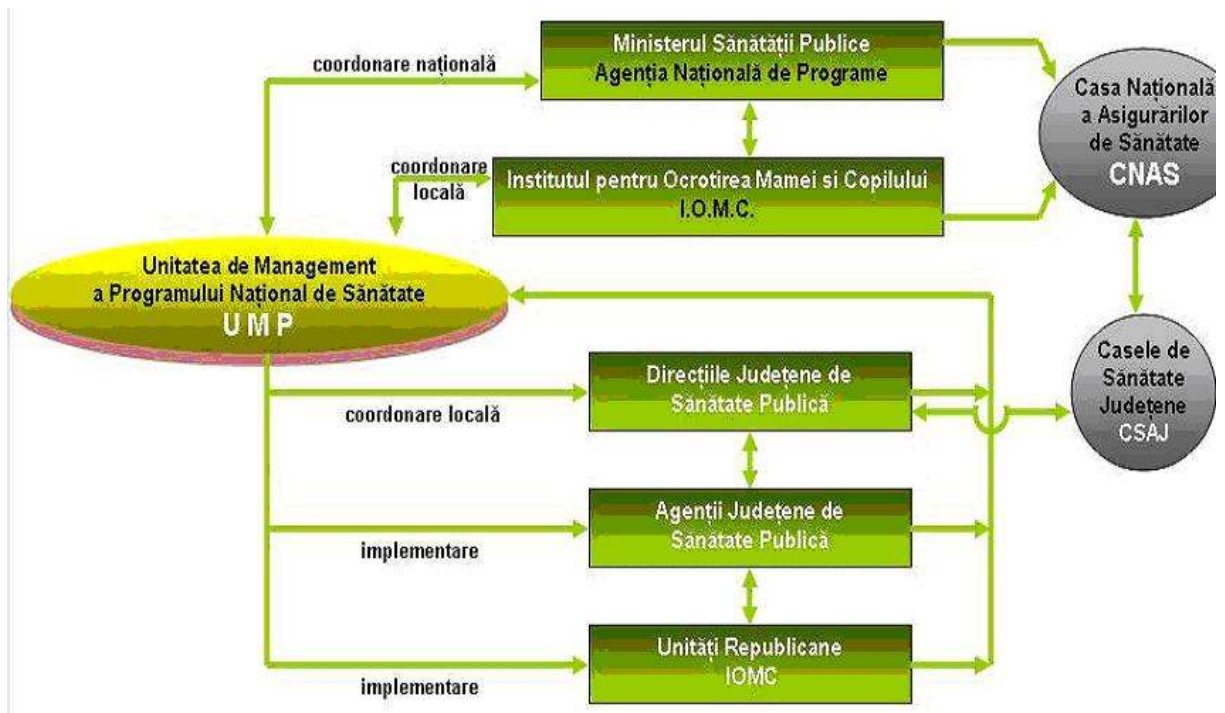 Ministerul Sănătății Publice
Agenția Națională de Programe
coordonare națională
Casa Națională
a Asigurărilor
de Sănătate
CNAS
coordonare
locală
Institutul pentru Ocrotirea Mamei si Copilului
I.O.M.C.
Unitatea de Management
a Programului Național de Sănătate
U M P
Direcțiile Județene de
Sănătate Publică
coordonare locală
Casele de
Sănătate
Județene
CSAJ
Agenții Județene de
Sănătate Publică
implementare
Unități Republicane
IOMC
implementare